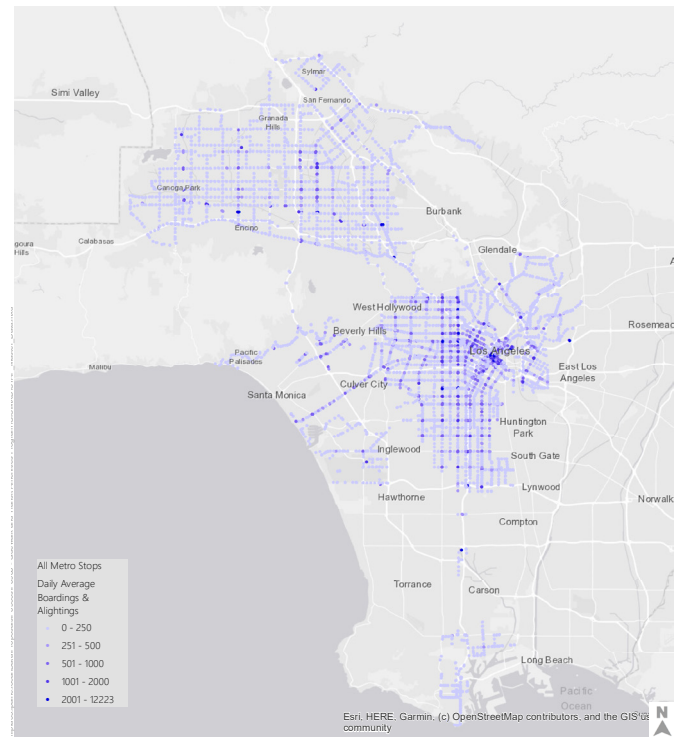 Sylmar
Simi Valley
San Fernando
Granada
Hills
Canoga Park
Burbank
Encino
Calabasas
goura
Hills
Glendale
A
West Hollywood
Rosemead
Beverly Hills
Los Angeles
Pacific
Palisades
East Los
Angeles
Malibu
Culver City
Santa Monica
Huntington
Park
Inglewood
South Gate
Lynwood
Hawthorne
Norwalk
Compton
Torrance
Carson
Long Beach
Pacific
Ocean
All Metro Stops
Daily Average
Boardings &
Alightings
0 - 250
251 - 500
501 - 1000
1001 - 2000
2001 - 12223
Esri, HERE, Garmin, (c) OpenStreetMap contributors, and the GIS us
community
N